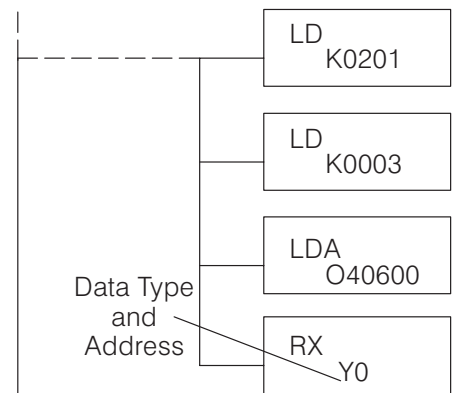 LD
K0201
LD
K0003
LDA
O40600
Data Type
and
Address
RX
Y0